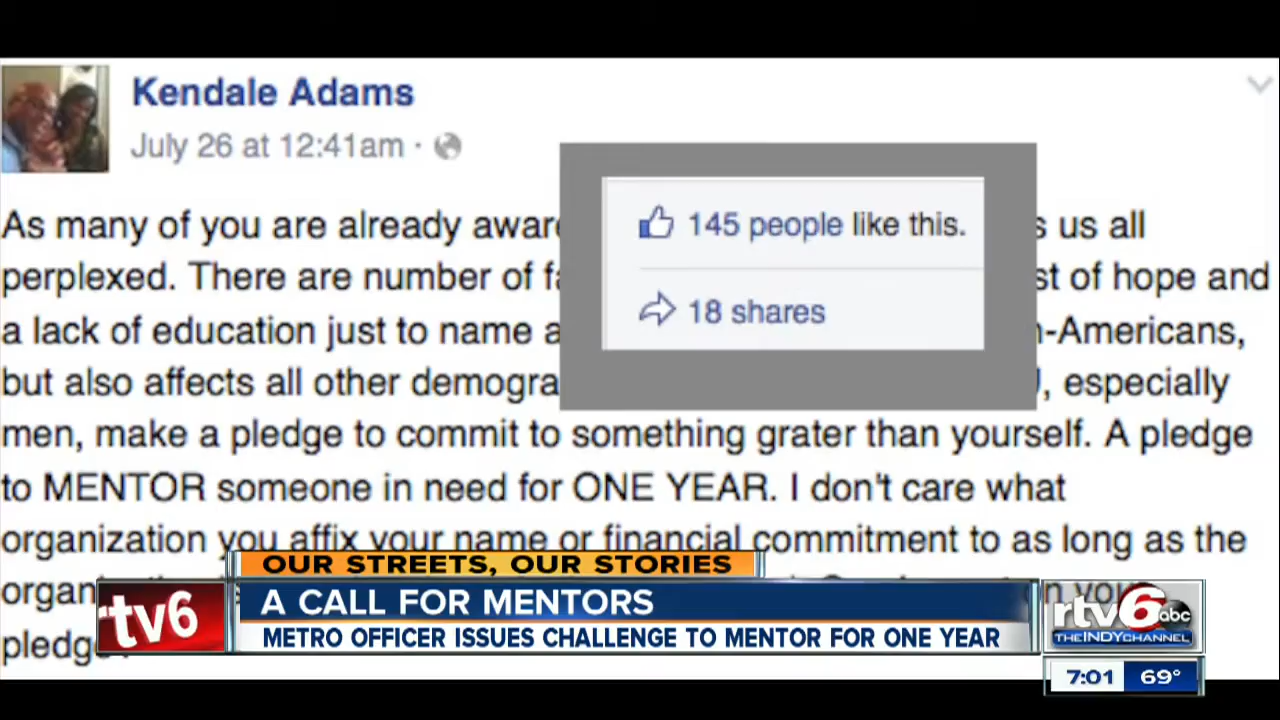 Kendale Adams
July 26 at 12:41am ·
145 people like this.
18 shares
As many of you are already aware us all
perplexed. There are number of of hope and
a lack of education just to name a -Americans,
but also affects all other especially
men, make a pledge to commit to something grater than yourself. A pledge
to MENTOR someone in need for ONE YEAR. I don't care what
organization you affix your name or financial commitment to as long as the
OUR STREETS, OUR STORIES
rtv6
A CALL FOR MENTORS
METRO OFFICER ISSUES CHALLENGE TO MENTOR FOR ONE YEAR
rtv6 abc
THEINDYCHANNEL
7:01 69°